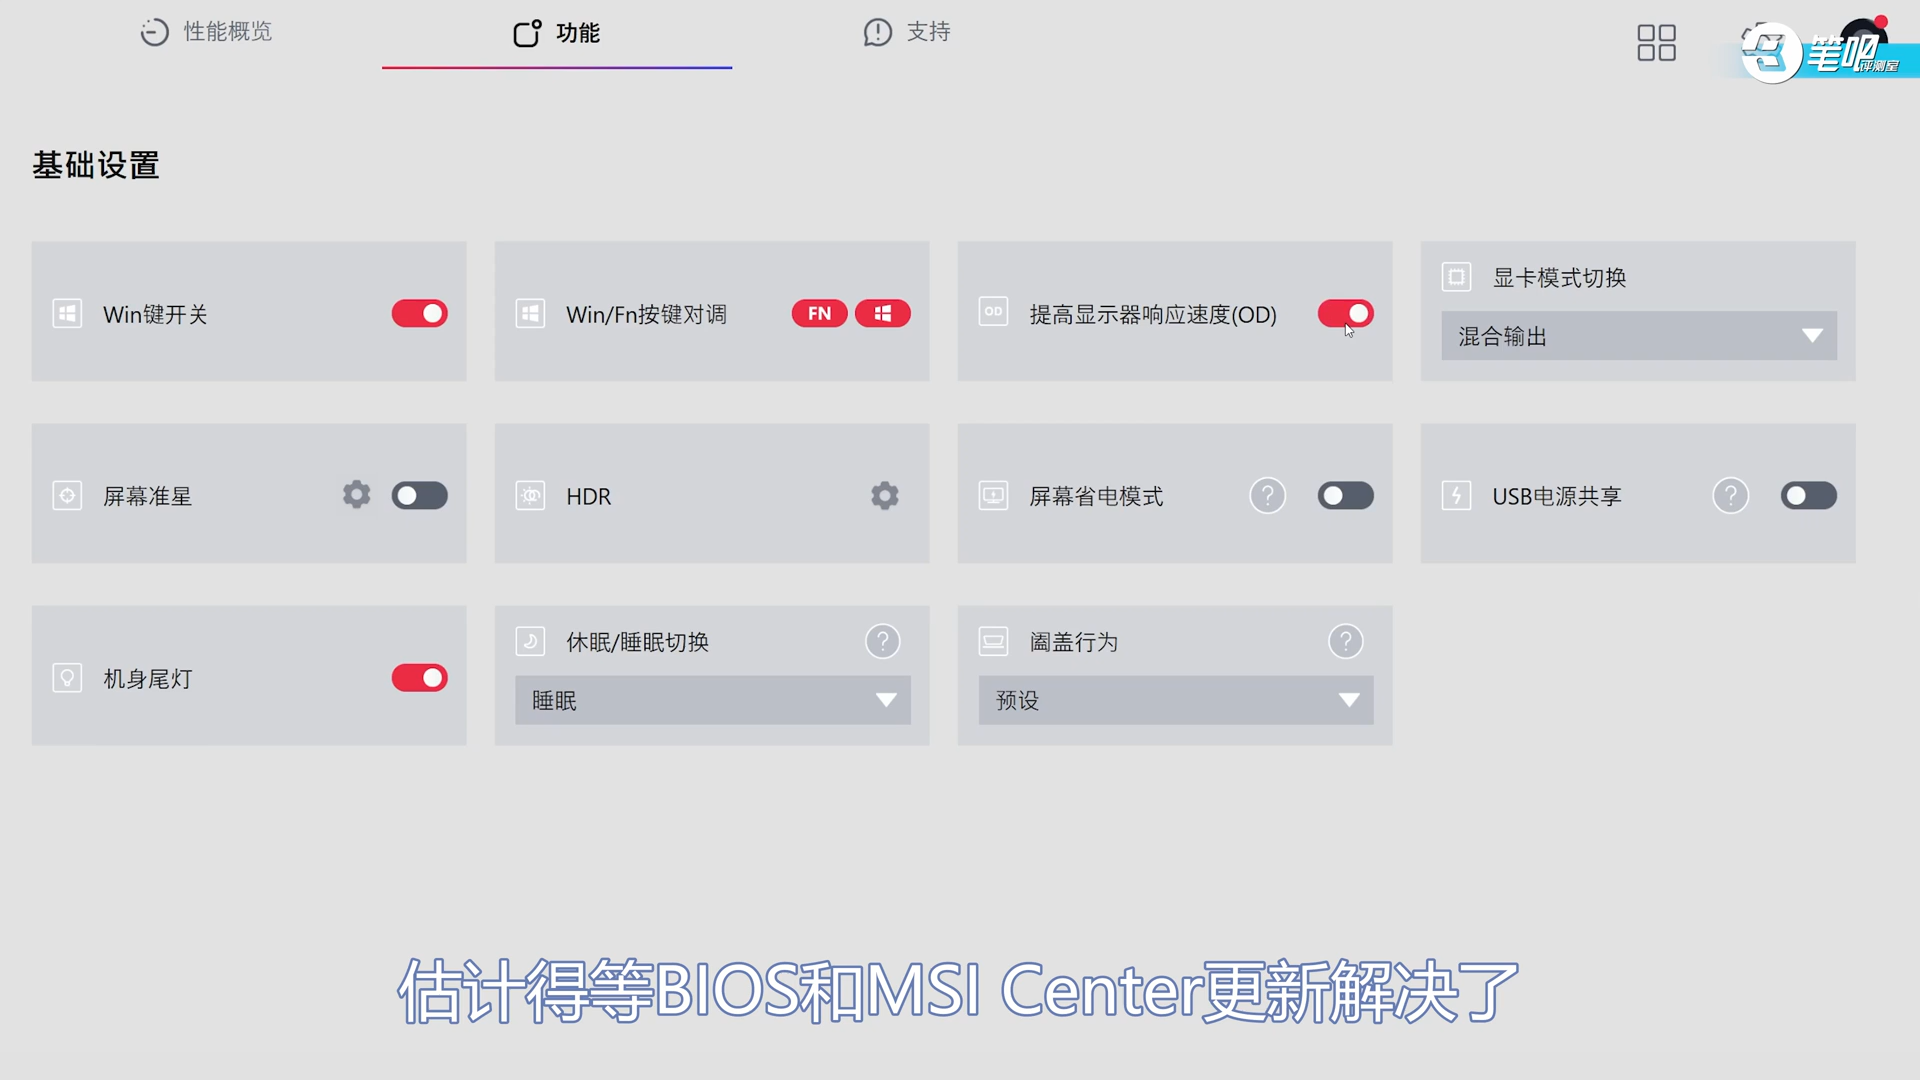 性能概览
功能
支持
笔吧
评测室
基础设置
Win键开关
Win/Fn按键对调
FN
OD
提高显示器响应速度(OD)
显卡模式切换
混合输出
屏幕准星
HDR
屏幕省电模式
?
USB电源共享
?
机身尾灯
休眠/睡眠切换
?
睡眠
阖盖行为
?
预设
估计得等BIOS和MSI Center更新解决了